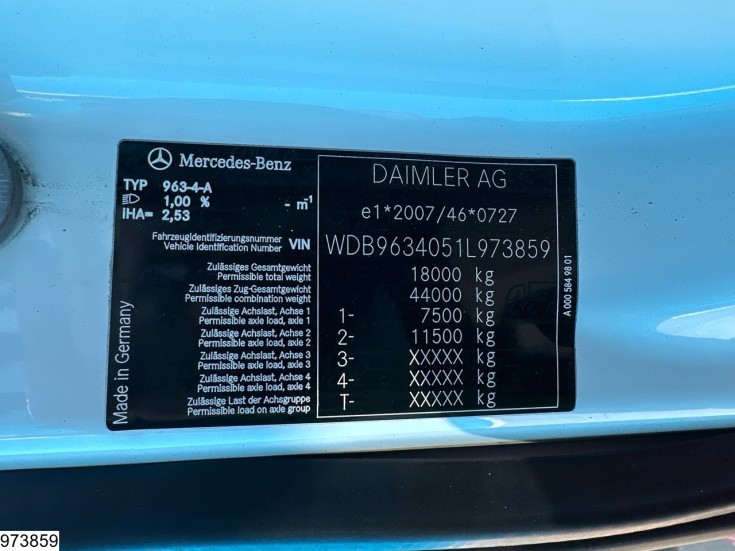 Mercedes-Benz
TYP 963-4-A
1,00 % - m⁻¹
IHA= 2,53
DAIMLER AG
e1*2007/46*0727
Fahrzeugidentifizierungsnummer
Vehicle Identification Number VIN WDB9634051L973859
Zulässiges Gesamtgewicht
Permissible total weight 18000 kg
Zulässiges Zug-Gesamtgewicht
Permissible combination weight 44000 kg
Zulässige Achslast, Achse 1
Permissible axle load, axle 1 1- 7500 kg
Zulässige Achslast, Achse 2
Permissible axle load, axle 2 2- 11500 kg
Zulässige Achslast, Achse 3
Permissible axle load, axle 3 3- XXXXX kg
Zulässige Achslast, Achse 4
Permissible axle load, axle 4 4- XXXXX kg
Zulässige Last der Achsgruppe
Permissible load on axle group T- XXXXX kg
Made in Germany
A 000 584 98 01
973859